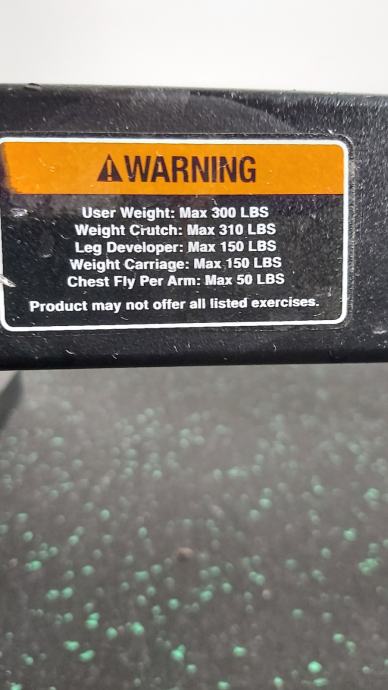 WARNING
User Weight: Max 300 LBS
Weight Crutch: Max 310 LBS
Leg Developer: Max 150 LBS
Weight Carriage: Max 150 LBS
Chest Fly Per Arm: Max 50 LBS
Product may not offer all listed exercises.